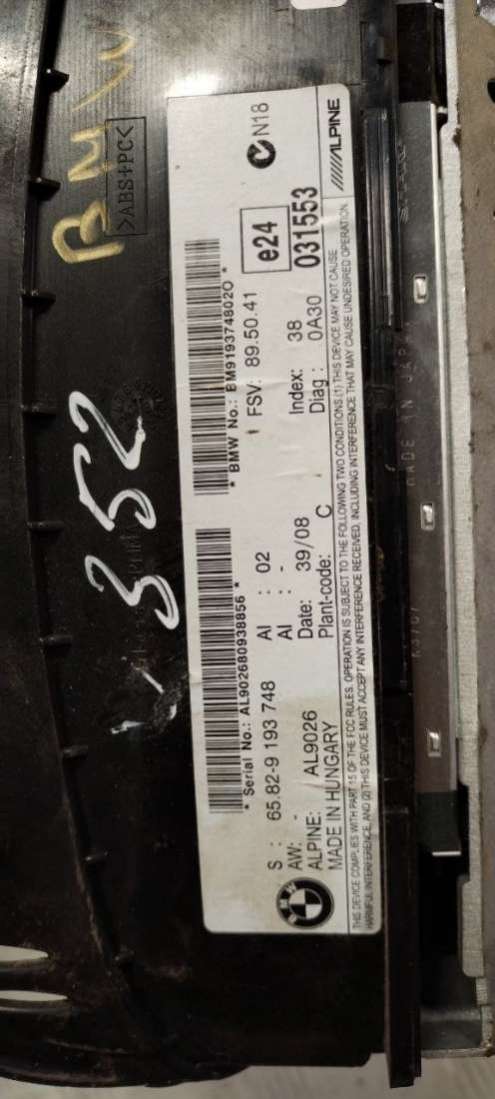 BMW
>ABS+PC<
352
* Serial No.: AL902680938856 *
* BMW No.: BM919374802O *
S : 65.82-9 193 748
AI : 02
FSV: 89.50.41
e24
N18
AW: -
AI : -
031553
ALPINE: AL9026
Date: 39/08
Index: 38
MADE IN HUNGARY
Plant-code: C
Diag : 0A30
ALPINE
BMW
THIS DEVICE COMPLIES WITH PART 15 OF THE FCC RULES. OPERATION IS SUBJECT TO THE FOLLOWING TWO CONDITIONS (1) THIS DEVICE MAY NOT CAUSE
HARMFUL INTERFERENCE, AND (2) THIS DEVICE MUST ACCEPT ANY INTERFERENCE RECEIVED, INCLUDING INTERFERENCE THAT MAY CAUSE UNDESIRED OPERATION.
MADE IN JAPAN